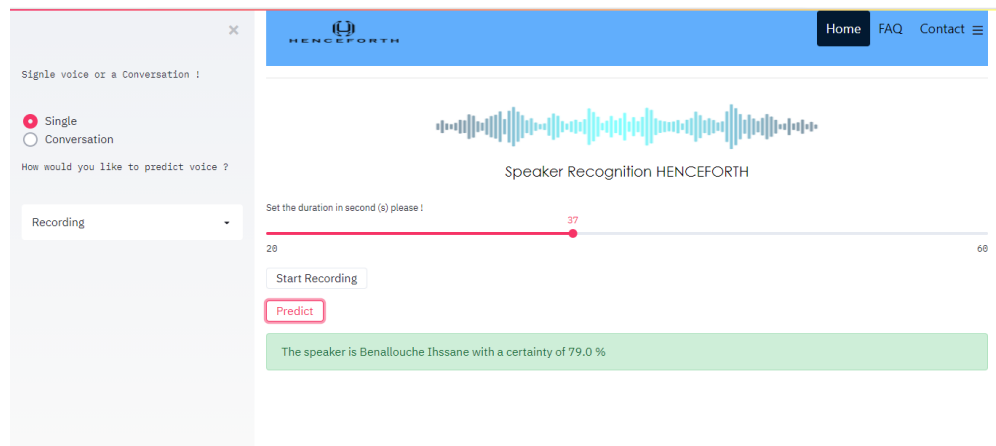 HENCEFORTH
Home FAQ Contact
Signle voice or a Conversation !
Single
Conversation
How would you like to predict voice ?
Recording
Speaker Recognition HENCEFORTH
Set the duration in second (s) please !
37
20 60
Start Recording
Predict
The speaker is Benallouche Ihssane with a certainty of 79.0 %